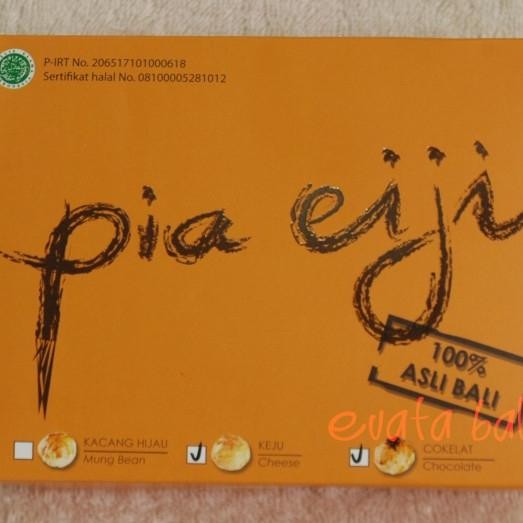 P-IRT No. 206517101000618
Sertifikat halal No. 08100005281012
pia eiji
100%
ASLI BALI
evata bali
KACANG HIJAU
Mung Bean
KEJU
Cheese
COKELAT
Chocolate